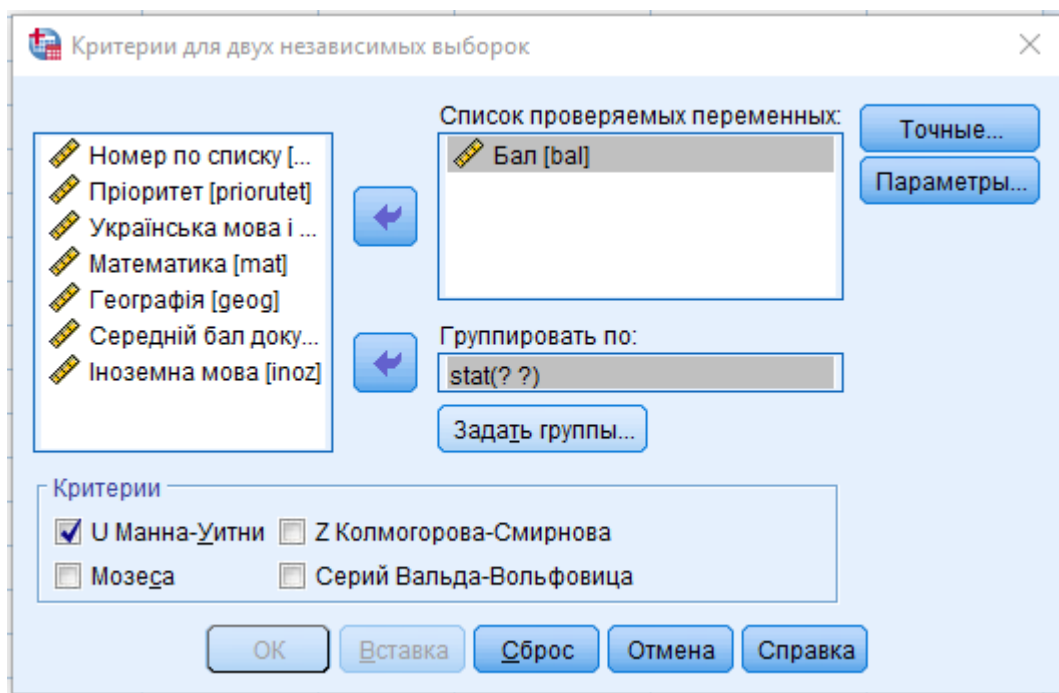 Критерии для двух независимых выборок
Номер по списку [...
Пріоритет [priorutet]
Українська мова і ...
Математика [mat]
Географія [geog]
Середній бал доку...
Іноземна мова [inoz]
Список проверяемых переменных:
Бал [bal]
Группировать по:
stat(? ?)
Задать группы...
Точные...
Параметры...
Критерии
U Манна-Уитни Z Колмогорова-Смирнова
Мозеса Серий Вальда-Вольфовица
ОК Вставка Сброс Отмена Справка